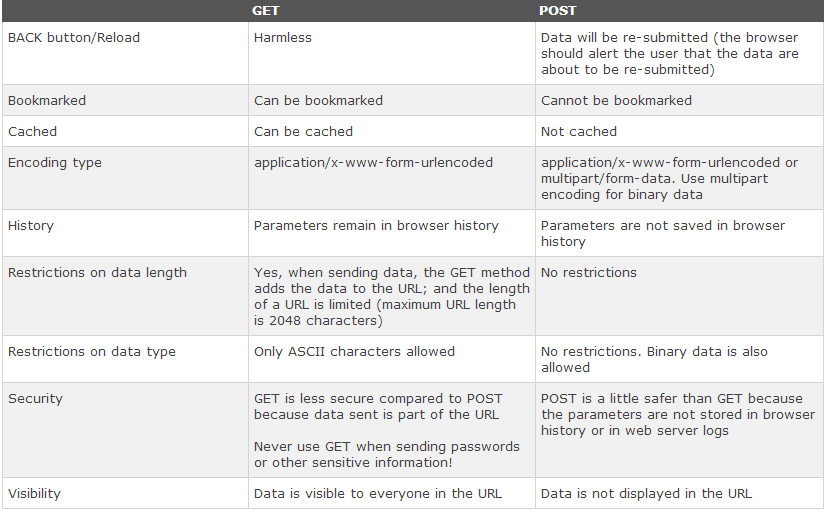 GET POST
BACK button/Reload Harmless Data will be re-submitted (the browser
should alert the user that the data are
about to be re-submitted)
Bookmarked Can be bookmarked Cannot be bookmarked
Cached Can be cached Not cached
Encoding type application/x-www-form-urlencoded application/x-www-form-urlencoded or
multipart/form-data. Use multipart
encoding for binary data
History Parameters remain in browser history Parameters are not saved in browser
history
Restrictions on data length Yes, when sending data, the GET method No restrictions
adds the data to the URL; and the length
of a URL is limited (maximum URL length
is 2048 characters)
Restrictions on data type Only ASCII characters allowed No restrictions. Binary data is also
allowed
Security GET is less secure compared to POST POST is a little safer than GET because
because data sent is part of the URL the parameters are not stored in browser
history or in web server logs
Never use GET when sending passwords
or other sensitive information!
Visibility Data is visible to everyone in the URL Data is not displayed in the URL